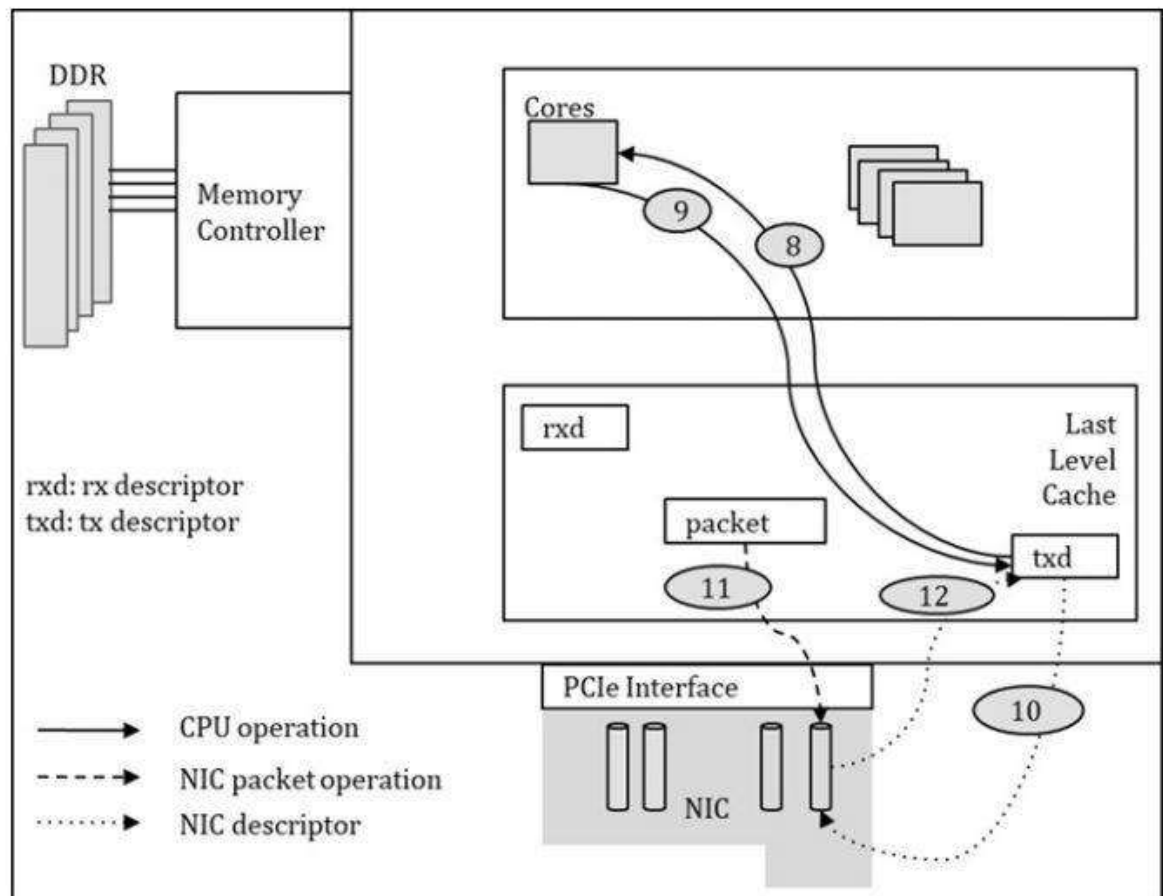 DDR
Memory
Controller
Cores
9
8
rxd
Last
Level
Cache
rxd: rx descriptor
txd: tx descriptor
packet
txd
11
12
PCIe Interface
10
CPU operation
NIC packet operation
NIC
NIC descriptor